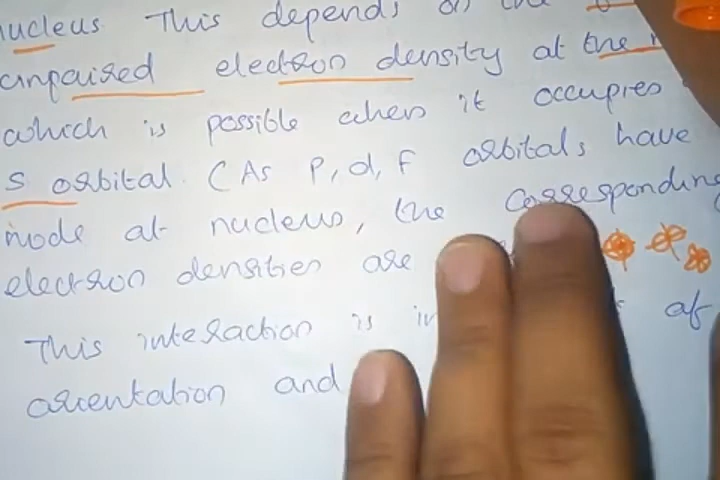 nucleus This depends on the
unpaired electron density at the
which is possible when it occupies
s orbital. (As P, d, F orbitals have
node at nucleus, the corresponding
electron densities are
This interaction is of
orientation and